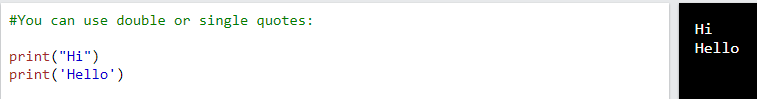 #You can use double or single quotes:
print("Hi")
print('Hello')
Hi
Hello